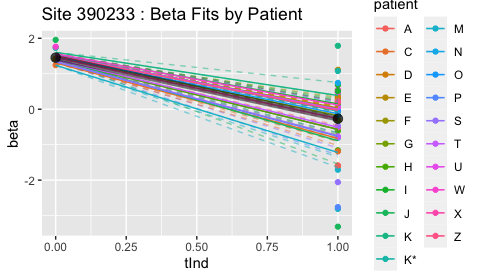 Site 390233 : Beta Fits by Patient
beta
2
0
-2
0.00 0.25 0.50 0.75 1.00
tInd
patient
A M
C N
D O
E P
F S
G T
H U
I W
J X
K Z
K*